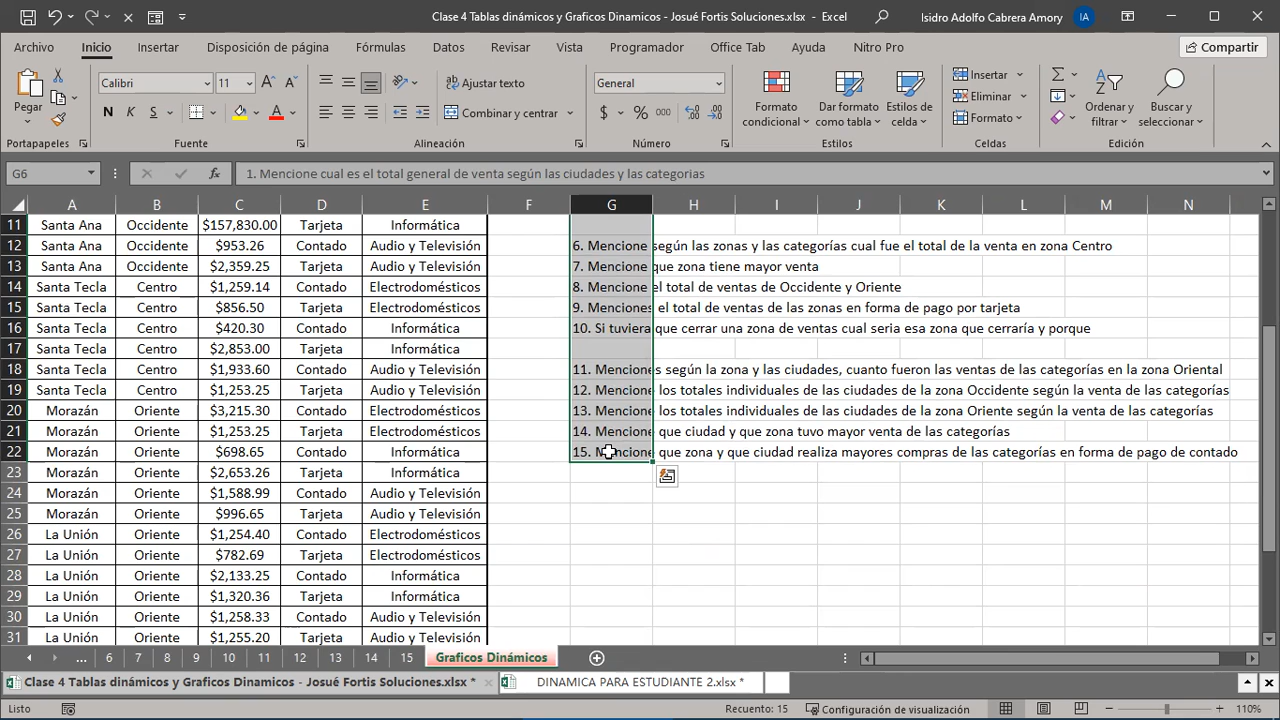 Clase 4 Tablas dinámicos y Graficos Dinamicos - Josué Fortis Soluciones.xlsx - Excel
Isidro Adolfo Cabrera Amory
IA
Archivo Inicio Insertar Disposición de página Fórmulas Datos Revisar Vista Programador Office Tab Ayuda Nitro Pro Compartir
Calibri 11 Ajustar texto General Insertar
Pegar N K S Combinar y centrar $ % 000 Formato condicional Dar formato como tabla Estilos de celda Eliminar Formato Ordenar y filtrar Buscar y seleccionar
Portapapeles Fuente Alineación Número Estilos Celdas Edición
G6 fx 1. Mencione cual es el total general de venta según las ciudades y las categorias
A B C D E F G H I J K L M N
11 Santa Ana Occidente $157,830.00 Tarjeta Informática
12 Santa Ana Occidente $953.26 Contado Audio y Televisión 6. Mencione según las zonas y las categorías cual fue el total de la venta en zona Centro
13 Santa Ana Occidente $2,359.25 Tarjeta Audio y Televisión 7. Mencione que zona tiene mayor venta
14 Santa Tecla Centro $1,259.14 Contado Electrodomésticos 8. Mencione el total de ventas de Occidente y Oriente
15 Santa Tecla Centro $856.50 Tarjeta Electrodomésticos 9. Menciones el total de ventas de las zonas en forma de pago por tarjeta
16 Santa Tecla Centro $420.30 Contado Informática 10. Si tuviera que cerrar una zona de ventas cual seria esa zona que cerraría y porque
17 Santa Tecla Centro $2,853.00 Tarjeta Informática
18 Santa Tecla Centro $1,933.60 Contado Audio y Televisión 11. Menciones según la zona y las ciudades, cuanto fueron las ventas de las categorías en la zona Oriental
19 Santa Tecla Centro $1,253.25 Tarjeta Audio y Televisión 12. Mencione los totales individuales de las ciudades de la zona Occidente según la venta de las categorías
20 Morazán Oriente $3,215.30 Contado Electrodomésticos 13. Mencione los totales individuales de las ciudades de la zona Oriente según la venta de las categorías
21 Morazán Oriente $1,253.25 Tarjeta Electrodomésticos 14. Mencione que ciudad y que zona tuvo mayor venta de las categorías
22 Morazán Oriente $698.65 Contado Informática 15. Mencione que zona y que ciudad realiza mayores compras de las categorías en forma de pago de contado
23 Morazán Oriente $2,653.26 Tarjeta Informática
24 Morazán Oriente $1,588.99 Contado Audio y Televisión
25 Morazán Oriente $996.65 Tarjeta Audio y Televisión
26 La Unión Oriente $1,254.40 Contado Electrodomésticos
27 La Unión Oriente $782.69 Tarjeta Electrodomésticos
28 La Unión Oriente $2,133.25 Contado Informática
29 La Unión Oriente $1,320.36 Tarjeta Informática
30 La Unión Oriente $1,258.33 Contado Audio y Televisión
31 La Unión Oriente $1,255.20 Tarjeta Audio y Televisión
... 6 7 8 9 10 11 12 13 14 15 Graficos Dinámicos
Clase 4 Tablas dinámicos y Graficos Dinamicos - Josué Fortis Soluciones.xlsx * DINAMICA PARA ESTUDIANTE 2.xlsx *
Listo Recuento: 15 Configuración de visualización 110%